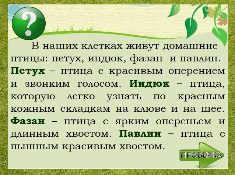 В наших клетках живут домашние
птицы: петух, индюк, фазан и павлин.
Петух – птица с красивым оперением
и звонким голосом. Индюк – птица,
которую легко узнать по красным
кожным складкам на клюве и на шее.
Фазан – птица с ярким опереньем и
длинным хвостом. Павлин – птица с
пышным красивым хвостом.